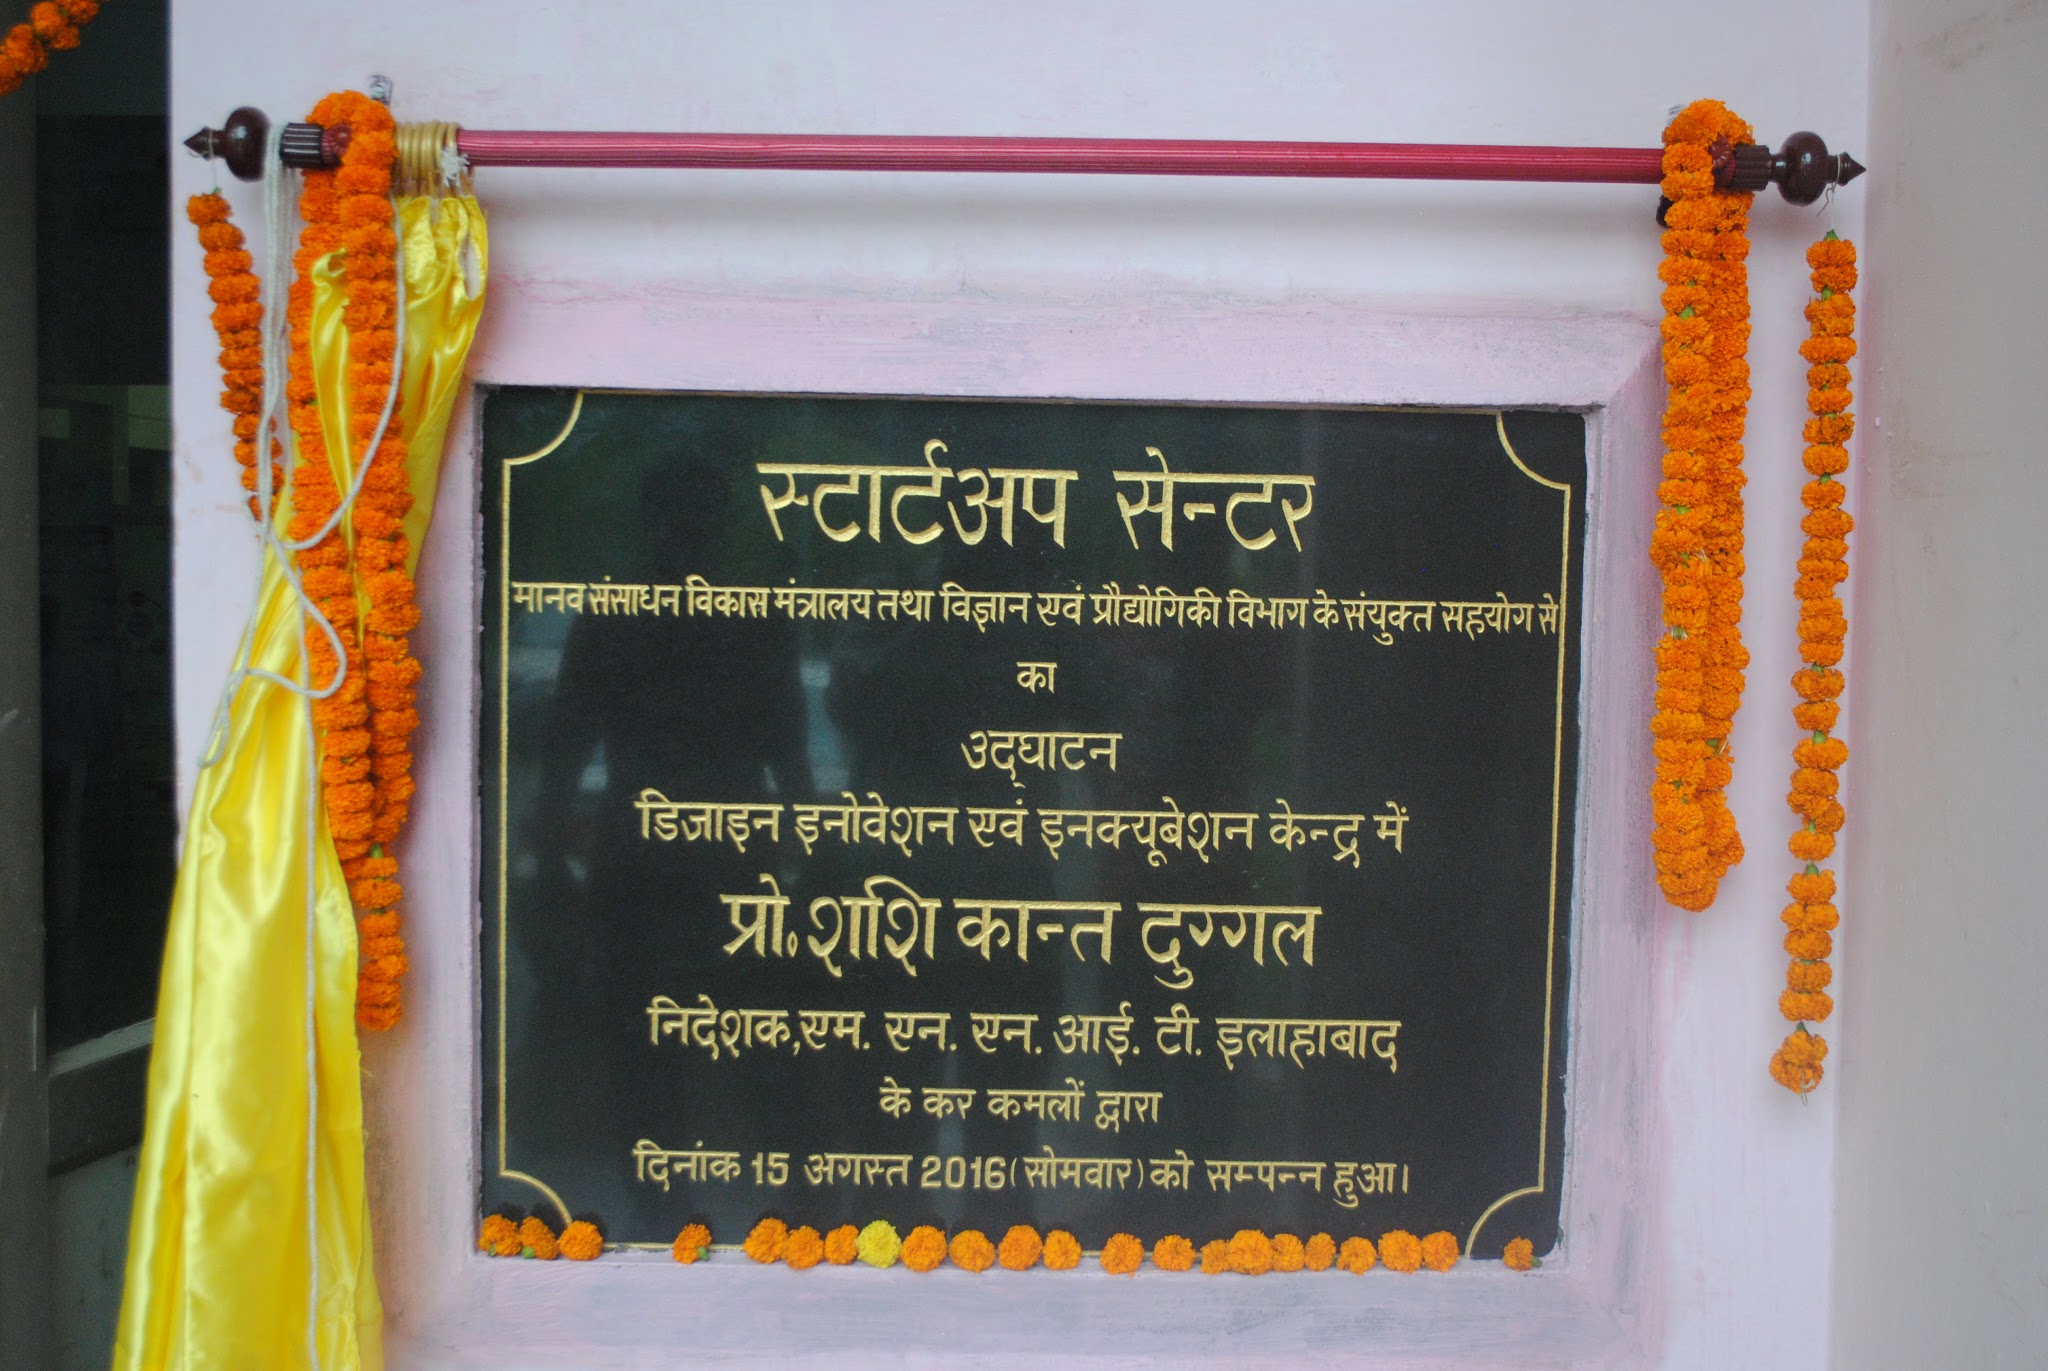 स्टार्टअप सेन्टर
मानव संसाधन विकास मंत्रालय तथा विज्ञान एवं प्रौद्योगिकी विभाग के संयुक्त सहयोग से
का
उद्घाटन
डिजाइन इनोवेशन एवं इनक्यूबेशन केन्द्र में
प्रो. शशि कान्त दुग्गल
निदेशक, एम. एन. एन. आई. टी. इलाहाबाद
के कर कमलों द्वारा
दिनांक 15 अगस्त 2016 (सोमवार) को सम्पन्न हुआ।